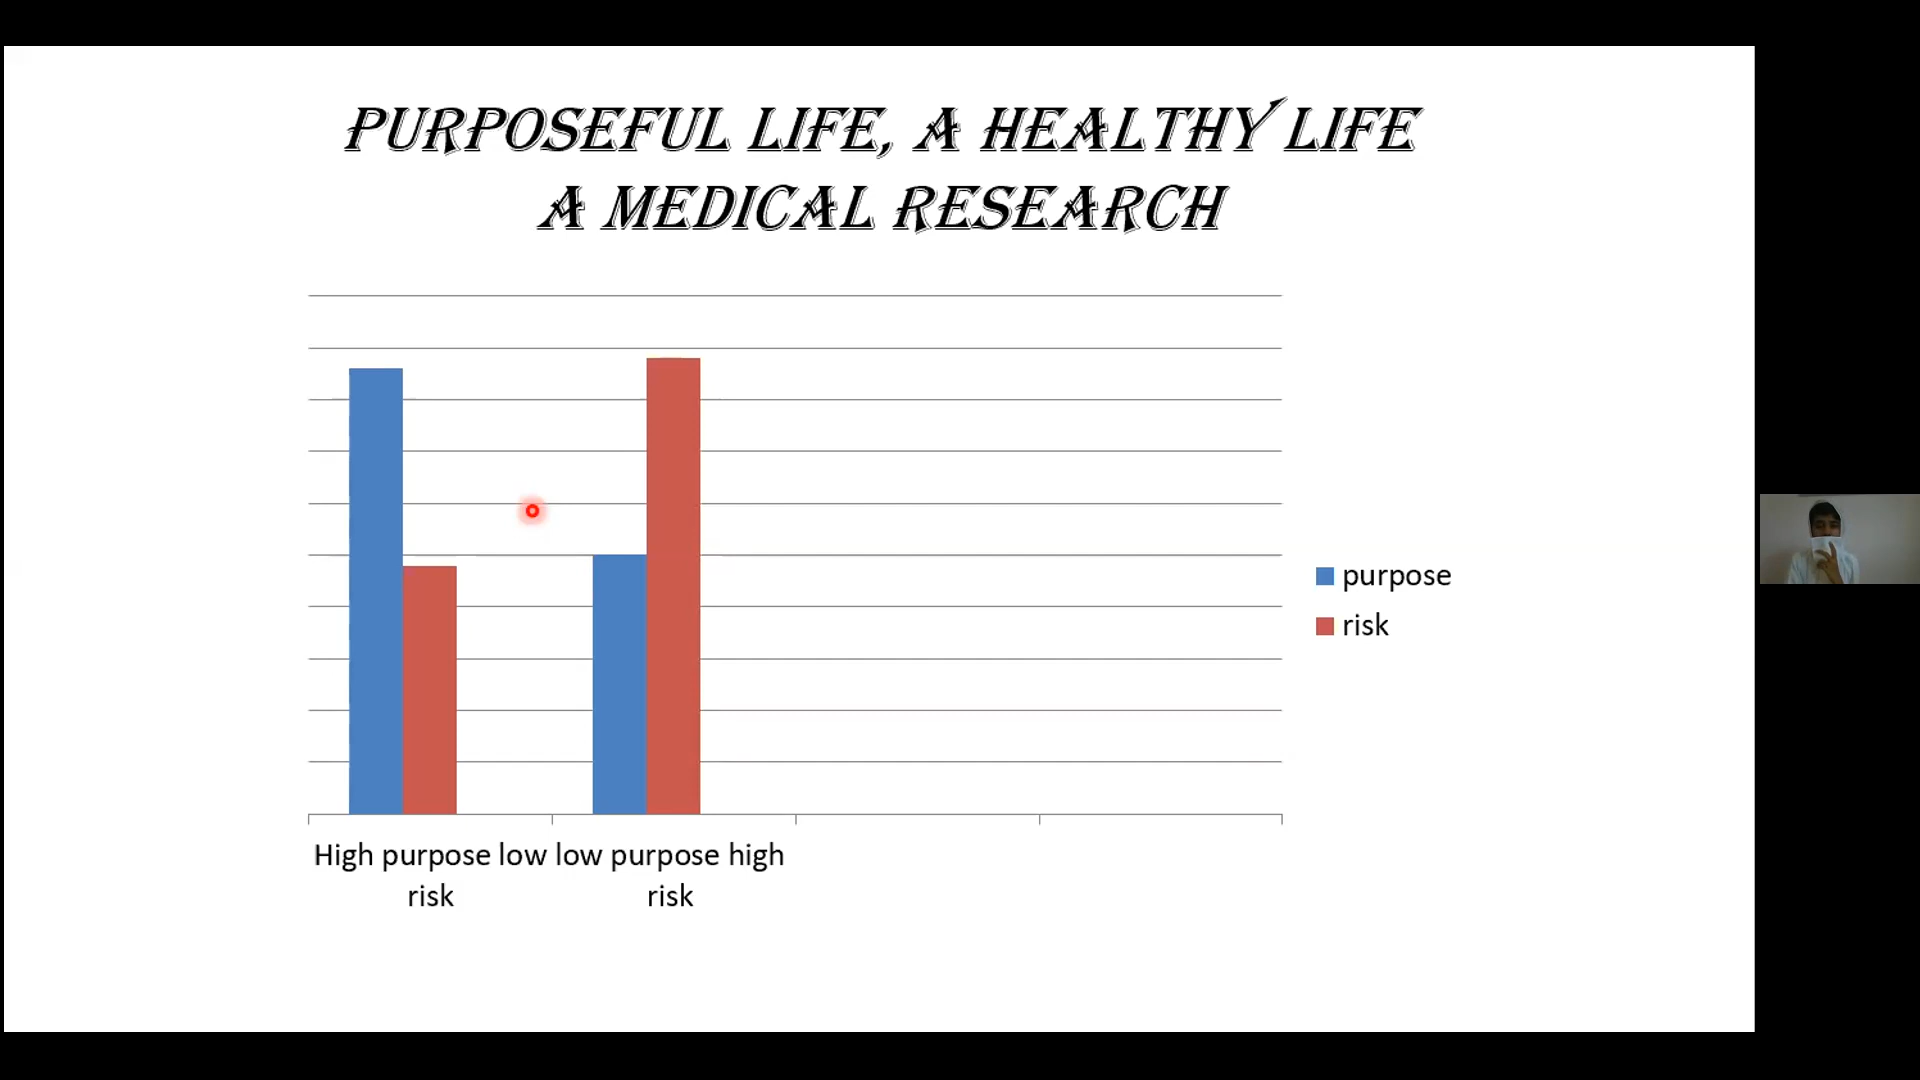 PURPOSEFUL LIFE, A HEALTHY LIFE
A MEDICAL RESEARCH
purpose
risk
High purpose low
risk
low purpose high
risk